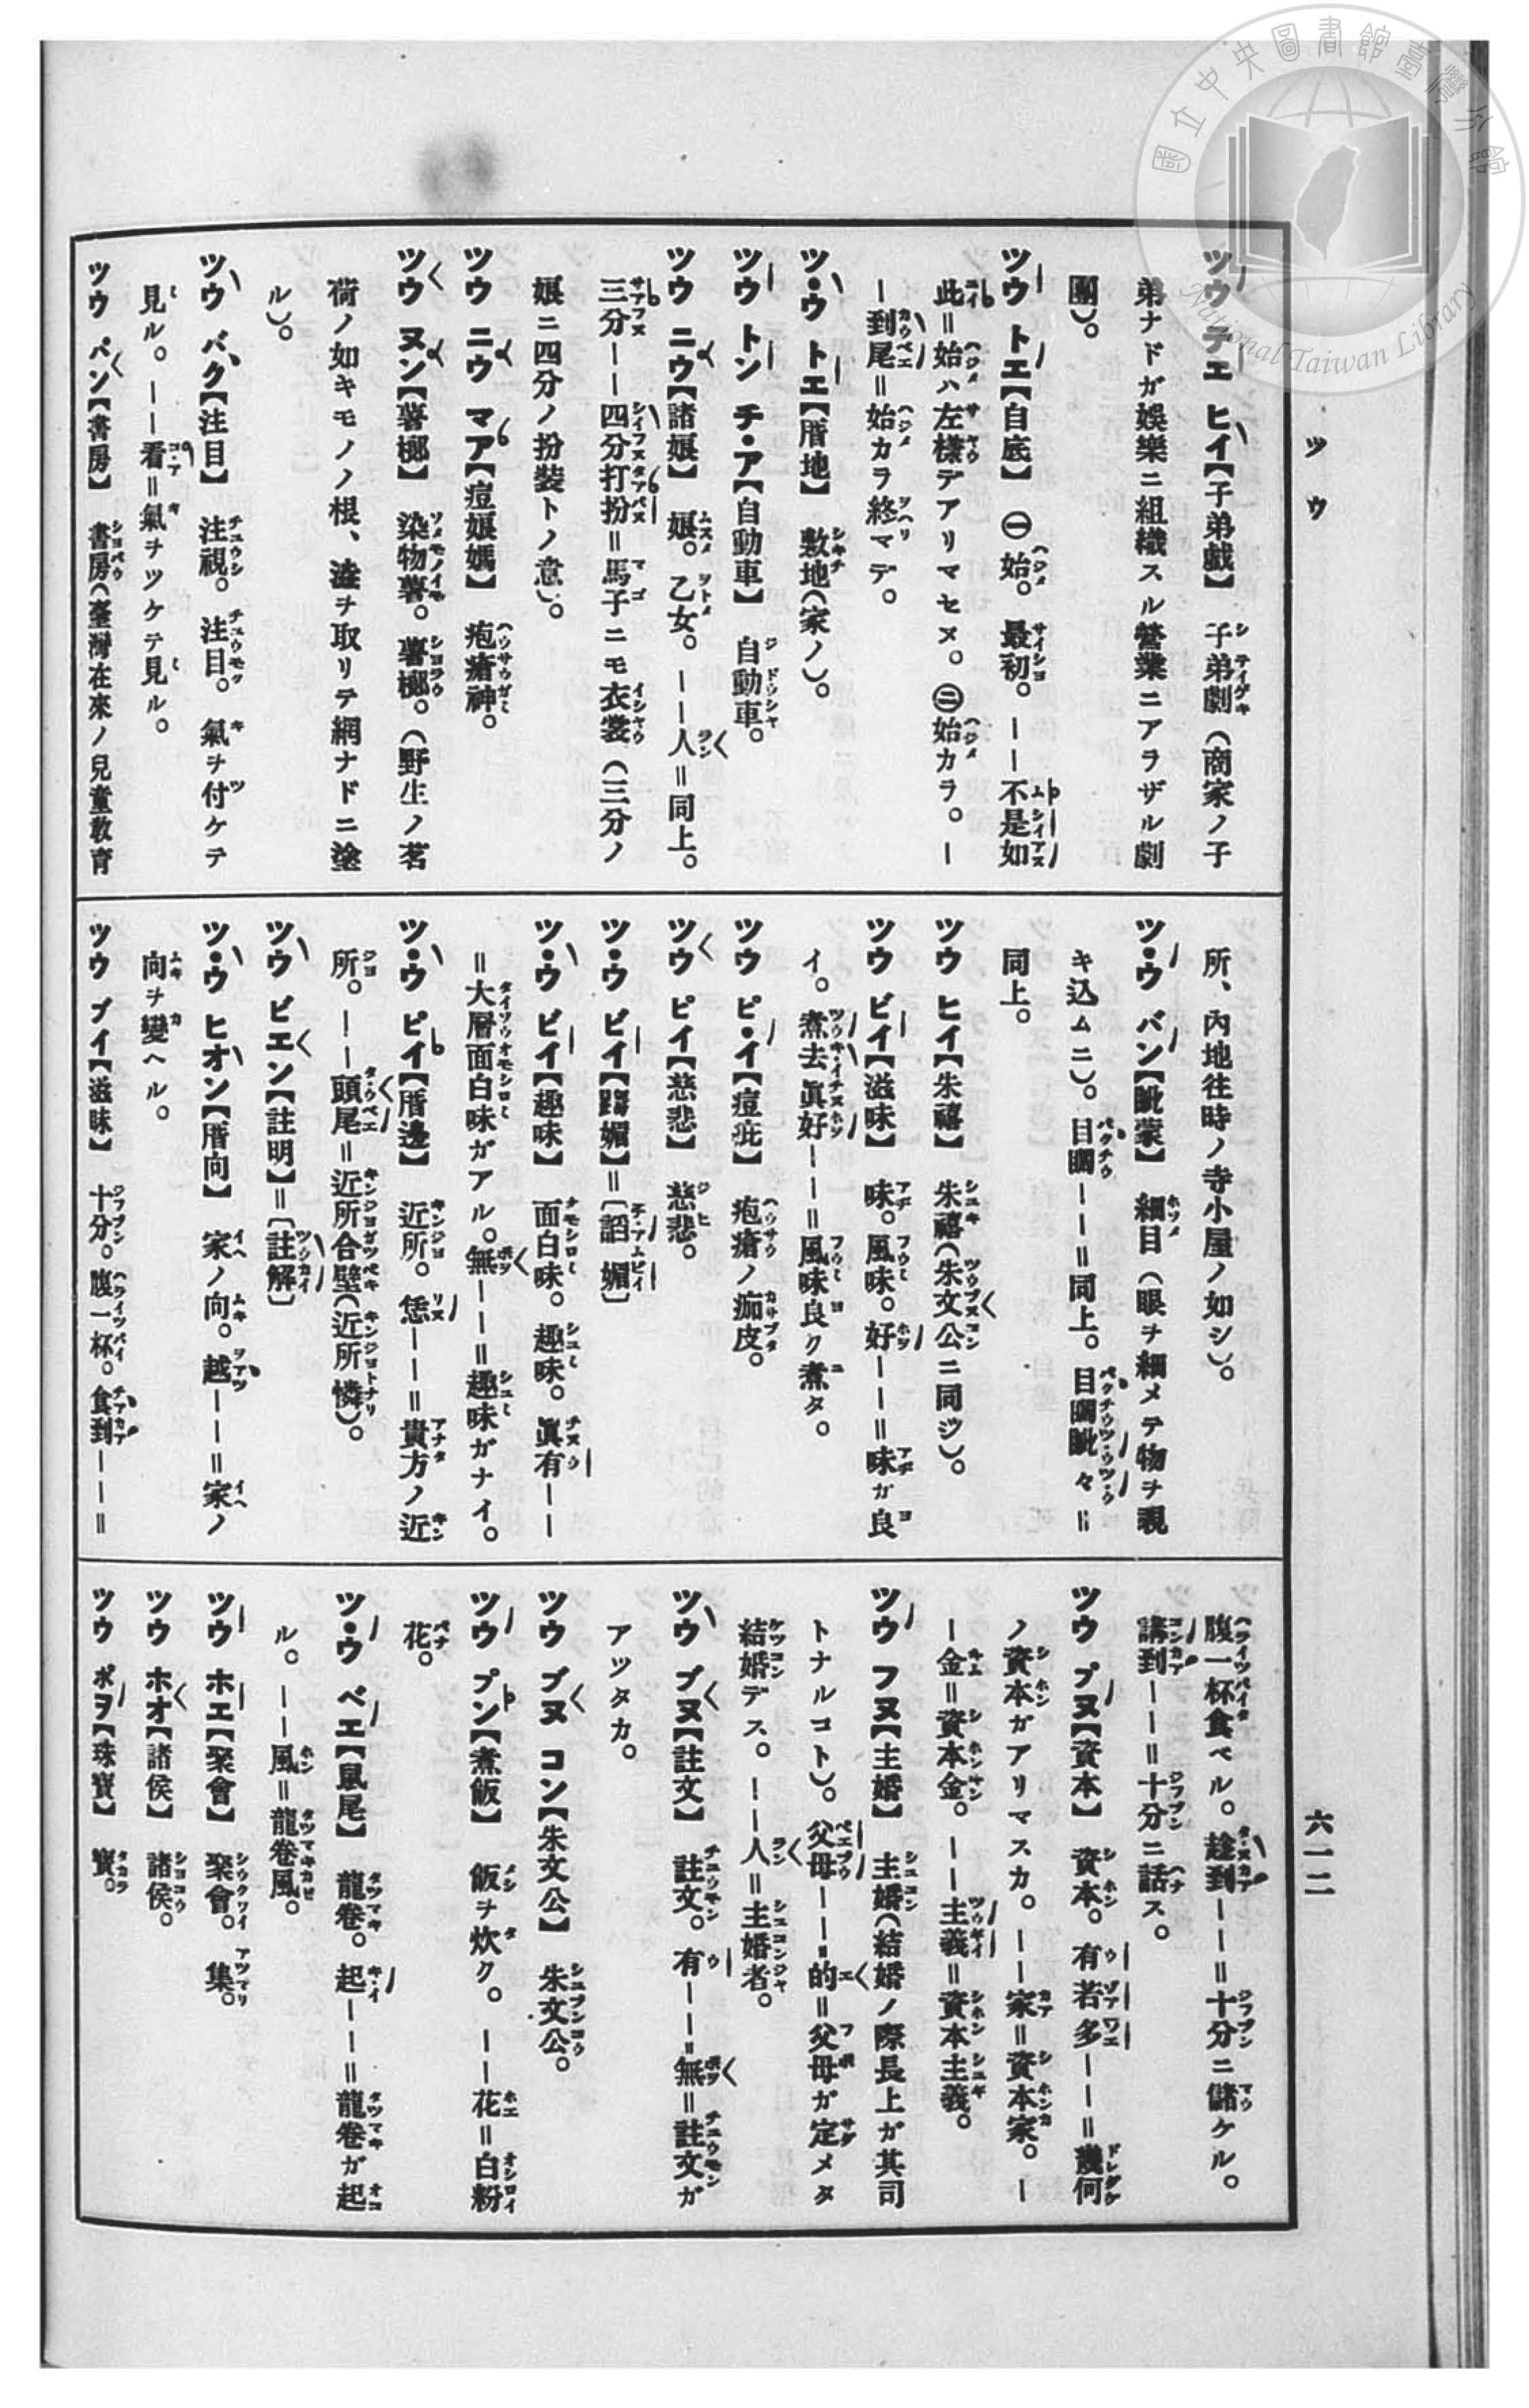 國立中央圖書館臺灣分館
National Taiwan Library
ツウ
六一二
ツウ テエ ヒイ【子弟戲】 子弟劇（商家ノ子
弟ナドガ娛樂ニ組織スル營業ニアラザル劇
團）。
ツウ トエ【自底】 ㊀始。最初。――不是如
此=始ハ左樣デアリマセヌ。㊁始カラ。―
―到尾=始カラ終マデ。
ツ・ウ トエ【厝地】 敷地（家ノ）。
ツウ トン チ・ア【自動車】 自動車。
ツウ ニウ【諸娘】 娘。乙女。――人=同上。
三分――四分打扮=馬子ニモ衣裳（三分ノ
娘ニ四分ノ扮裝トノ意）。
ツウ ニウ マア【痘娘媽】 疱瘡神。
ツウ ヌン【薯榔】 染物薯。薯榔。（野生ノ茗
荷ノ如キモノノ根、澁ヲ取リテ網ナドニ塗
ル）。
ツウ バク【注目】 注視。注目。氣ヲ付ケテ
見ル。――看=氣ヲツケテ見ル。
ツウ パン【書房】 書房（臺灣在來ノ兒童敎育
所、內地往時ノ寺小屋ノ如シ）。
ツ・ウ バン【眦蒙】 細目（眼ヲ細メテ物ヲ視
キ込ムニ）。目睭――=同上。目睭眦々=
同上。
ツウ ヒイ【朱禧】 朱禧（朱文公ニ同ジ）。
ツウ ビイ【滋味】 味。風味。好――=味ガ良
イ。煮去眞好――=風味良ク煮タ。
ツウ ピ・イ【痘疕】 疱瘡ノ痂皮。
ツウ ピイ【慈悲】 慈悲。
ツ・ウ ビイ【媚】=〔謟媚〕
ツ・ウ ビイ【趣味】 面白味。趣味。眞有――
=大層面白味ガアル。無――=趣味ガナイ。
ツ・ウ ピイ【厝邊】 近所。恁――=貴方ノ近
所。――頭尾=近所合壁（近所憐）。
ツウ ビエン【註明】=〔註解〕
ツ・ウ ヒオン【厝向】 家ノ向。越――=家ノ
向ヲ變ヘル。
ツウ ブイ【滋味】 十分。腹一杯。食到――=
腹一杯食ベル。趁到――=十分ニ儲ケル。
講到――=十分ニ話ス。
ツウ プヌ【資本】 資本。有若多――=幾何
ノ資本ガアリマスカ。――家=資本家。―
―金=資本金。――主義=資本主義。
ツウ フヌ【主婚】 主婚（結婚ノ際長上ガ其司
トナルコト）。父母――的=父母ガ定メタ
結婚デス。――人=主婚者。
ツウ ブヌ【註文】 註文。有――無=註文ガ
アツタカ。
ツウ ブヌ コン【朱文公】 朱文公。
ツウ プン【煮飯】 飯ヲ炊ク。――花=白粉
花。
ツ・ウ ベエ【鼠尾】 龍卷。起――=龍卷ガ起
ル。――風=龍卷風。
ツウ ホエ【聚會】 聚會。集。
ツウ ホオ【諸侯】 諸侯。
ツウ ポヲ【珠寶】 寶。